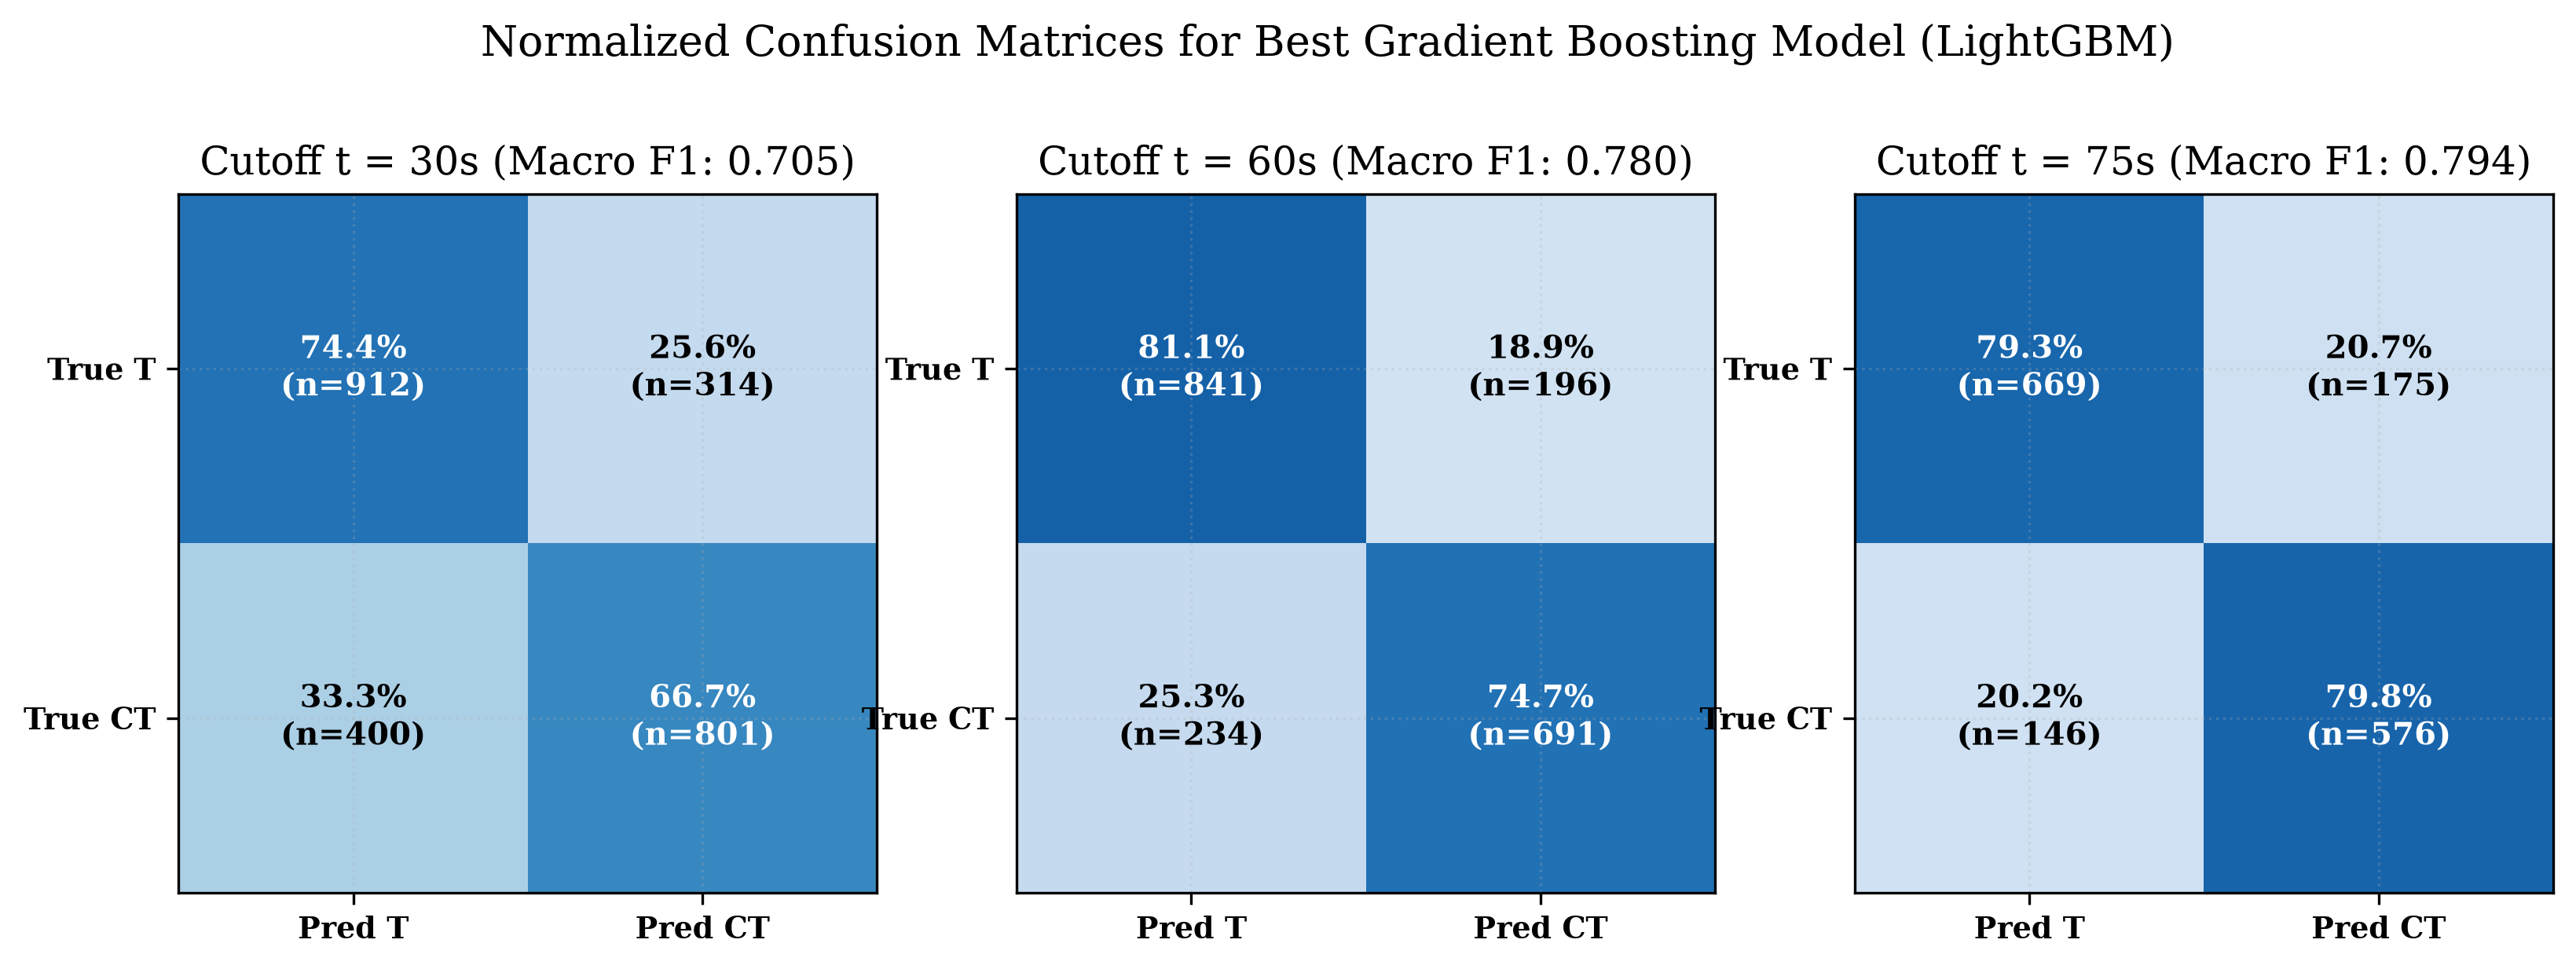 Normalized Confusion Matrices for Best Gradient Boosting Model (LightGBM)
Cutoff t = 30s (Macro F1: 0.705)
True T
74.4%
(n=912)
25.6%
(n=314)
True CT
33.3%
(n=400)
66.7%
(n=801)
Pred T
Pred CT
Cutoff t = 60s (Macro F1: 0.780)
True T
81.1%
(n=841)
18.9%
(n=196)
True CT
25.3%
(n=234)
74.7%
(n=691)
Pred T
Pred CT
Cutoff t = 75s (Macro F1: 0.794)
True T
79.3%
(n=669)
20.7%
(n=175)
True CT
20.2%
(n=146)
79.8%
(n=576)
Pred T
Pred CT